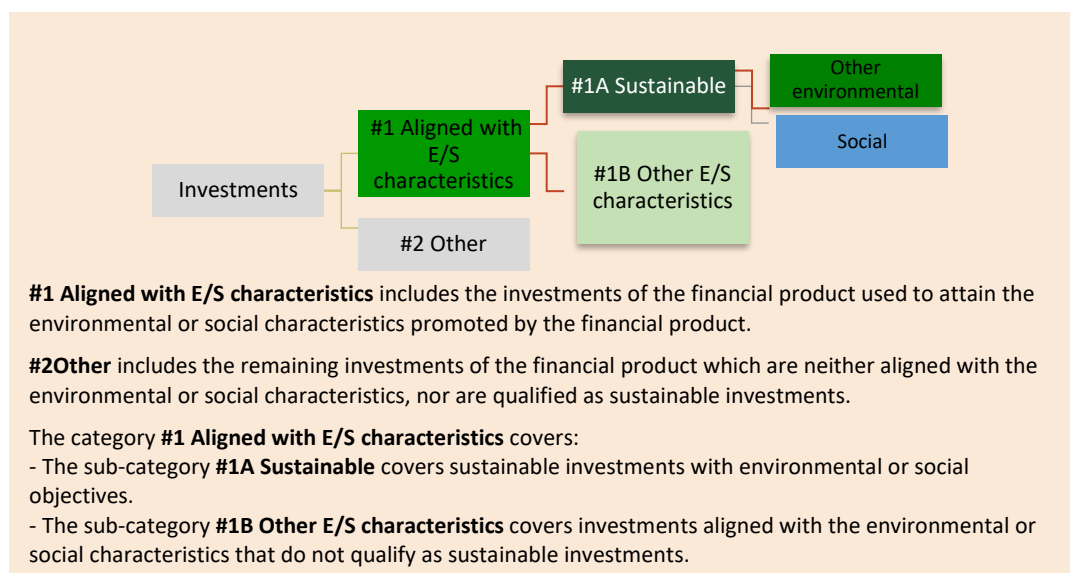 Other
environmental
#1A Sustainable
#1 Aligned with
E/S
characteristics
Social
#1B Other E/S
characteristics
Investments
#2 Other
#1 Aligned with E/S characteristics includes the investments of the financial product used to attain the
environmental or social characteristics promoted by the financial product.
#2Other includes the remaining investments of the financial product which are neither aligned with the
environmental or social characteristics, nor are qualified as sustainable investments.
The category #1 Aligned with E/S characteristics covers:
- The sub-category #1A Sustainable covers sustainable investments with environmental or social
objectives.
- The sub-category #1B Other E/S characteristics covers investments aligned with the environmental or
social characteristics that do not qualify as sustainable investments.